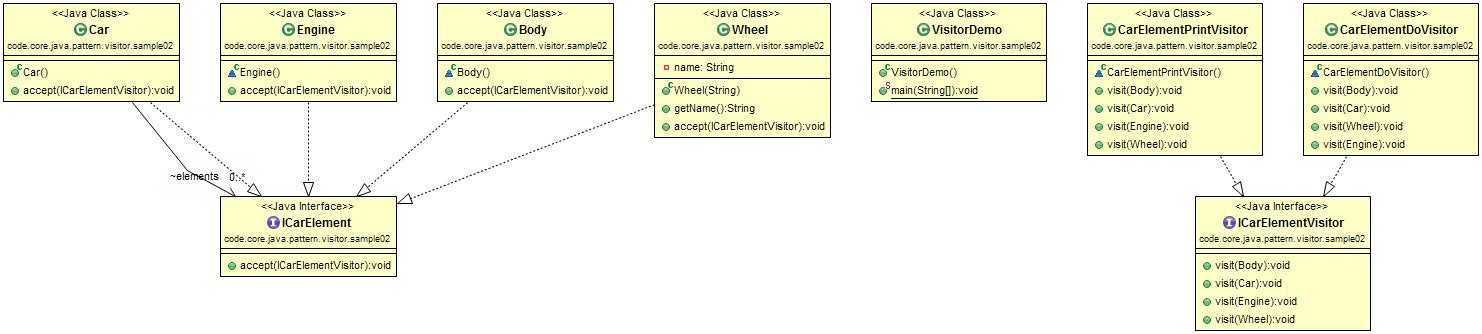 <<Java Class>>
Car
code.core.java.pattern.visitor.sample02
Car()
accept(ICarElementVisitor):void
<<Java Class>>
Engine
code.core.java.pattern.visitor.sample02
Engine()
accept(ICarElementVisitor):void
<<Java Class>>
Body
code.core.java.pattern.visitor.sample02
Body()
accept(ICarElementVisitor):void
<<Java Class>>
Wheel
code.core.java.pattern.visitor.sample02
name: String
Wheel(String)
getName():String
accept(ICarElementVisitor):void
<<Java Class>>
VisitorDemo
code.core.java.pattern.visitor.sample02
VisitorDemo()
main(String[]):void
<<Java Class>>
CarElementPrintVisitor
code.core.java.pattern.visitor.sample02
CarElementPrintVisitor()
visit(Body):void
visit(Car):void
visit(Engine):void
visit(Wheel):void
<<Java Class>>
CarElementDoVisitor
code.core.java.pattern.visitor.sample02
CarElementDoVisitor()
visit(Body):void
visit(Car):void
visit(Wheel):void
visit(Engine):void
~elements 0..*
<<Java Interface>>
ICarElement
code.core.java.pattern.visitor.sample02
accept(ICarElementVisitor):void
<<Java Interface>>
ICarElementVisitor
code.core.java.pattern.visitor.sample02
visit(Body):void
visit(Car):void
visit(Engine):void
visit(Wheel):void